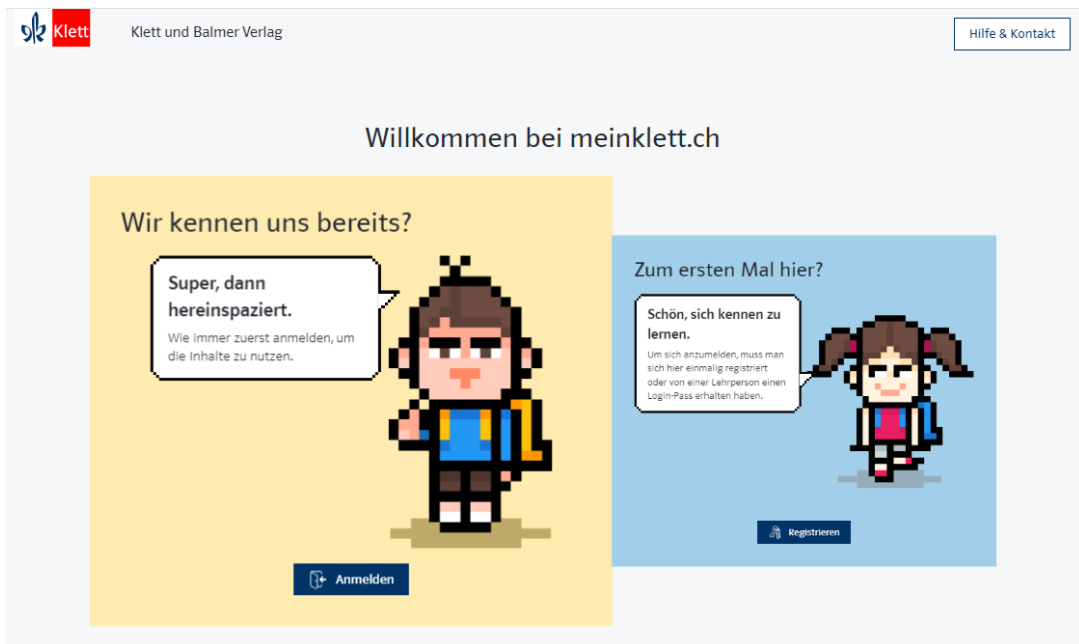 Klett
Klett und Balmer Verlag
Hilfe & Kontakt
Willkommen bei meinklett.ch
Wir kennen uns bereits?
Super, dann
hereinspaziert.
Wie immer zuerst anmelden, um
die Inhalte zu nutzen.
Anmelden
Zum ersten Mal hier?
Schön, sich kennen zu
lernen.
Um sich anzumelden, muss man
sich hier einmalig registriert
oder von einer Lehrperson einen
Login-Pass erhalten haben.
Registrieren